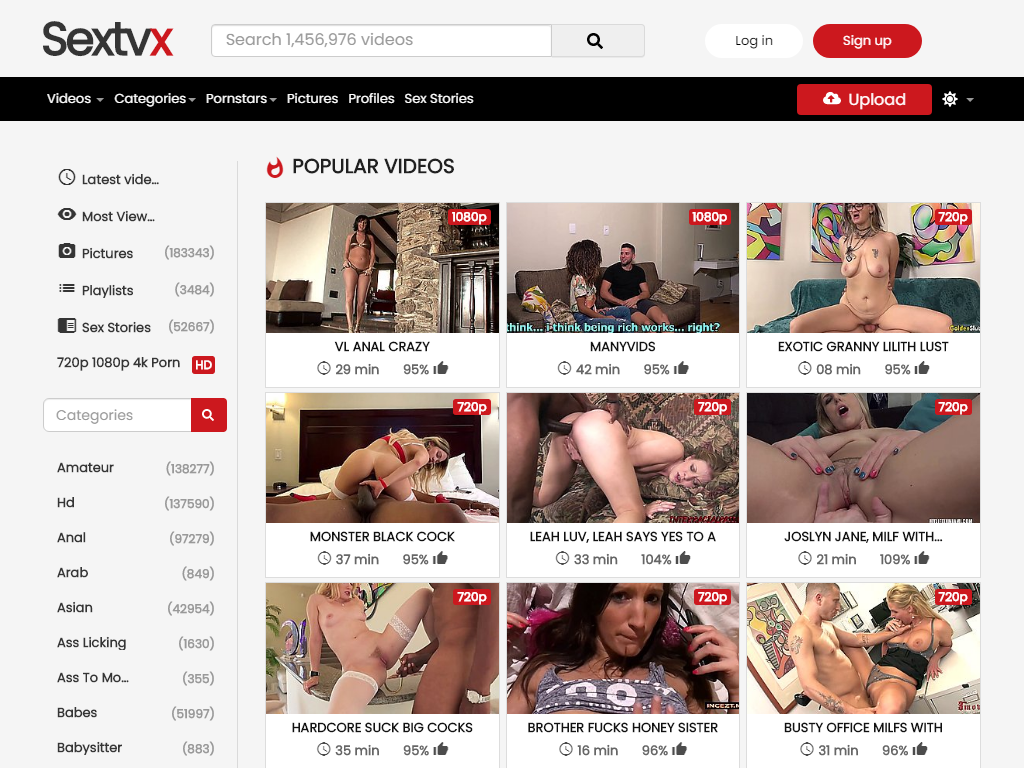 Sextvx
Search 1,456,976 videos
Log in
Sign up
Videos
Categories
Pornstars
Pictures
Profiles
Sex Stories
Upload
Latest vide...
Most View...
Pictures (183343)
Playlists (3484)
Sex Stories (52667)
720p 1080p 4k Porn HD
Categories
Amateur (138277)
Hd (137590)
Anal (97279)
Arab (849)
Asian (42954)
Ass Licking (1630)
Ass To Mo... (355)
Babes (51997)
Babysitter (883)
POPULAR VIDEOS
1080p
VL ANAL CRAZY
29 min 95%
1080p
think... i think being rich works... right?
MANYVIDS
42 min 95%
720p
EXOTIC GRANNY LILITH LUST
08 min 95%
720p
MONSTER BLACK COCK
37 min 95%
720p
LEAH LUV, LEAH SAYS YES TO A
33 min 104%
720p
JOSLYN JANE, MILF WITH...
21 min 109%
720p
HARDCORE SUCK BIG COCKS
35 min 95%
720p
BROTHER FUCKS HONEY SISTER
16 min 96%
720p
BUSTY OFFICE MILFS WITH
31 min 96%